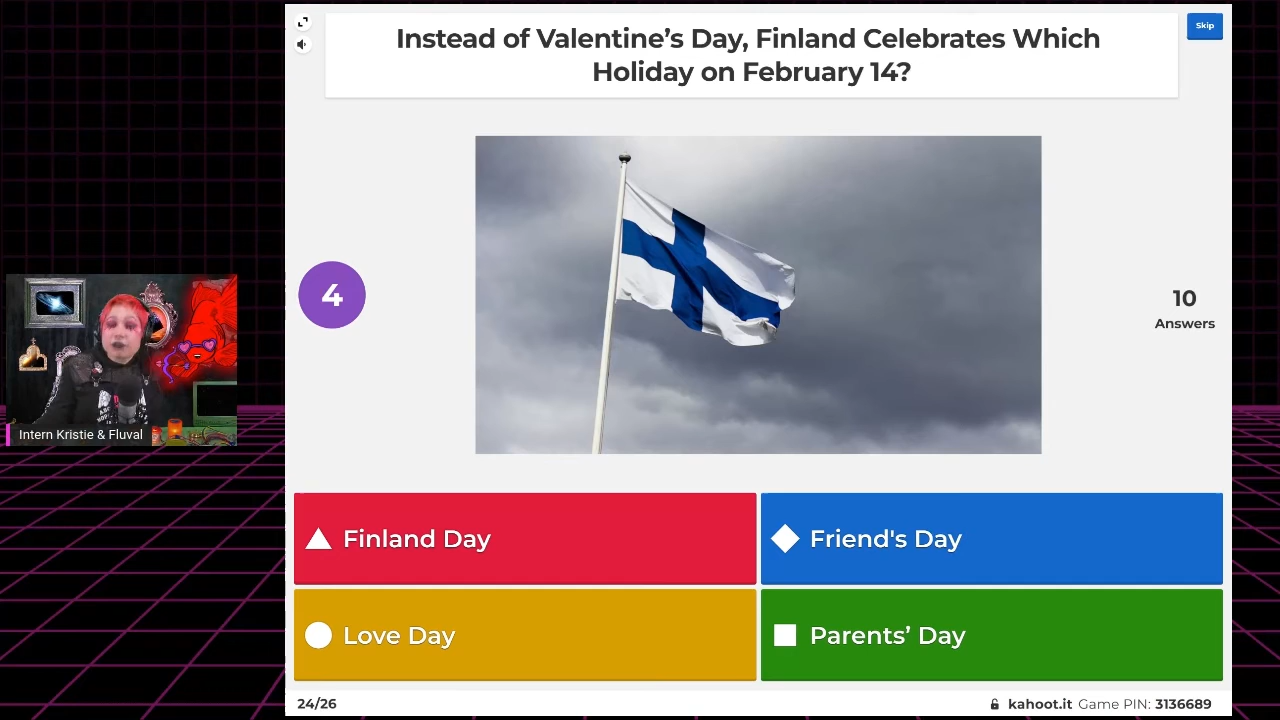 Instead of Valentine’s Day, Finland Celebrates Which
Holiday on February 14?
Skip
4
10
Answers
Intern Kristie & Fluval
Finland Day
Friend's Day
Love Day
Parents’ Day
24/26
kahoot.it Game PIN: 3136689